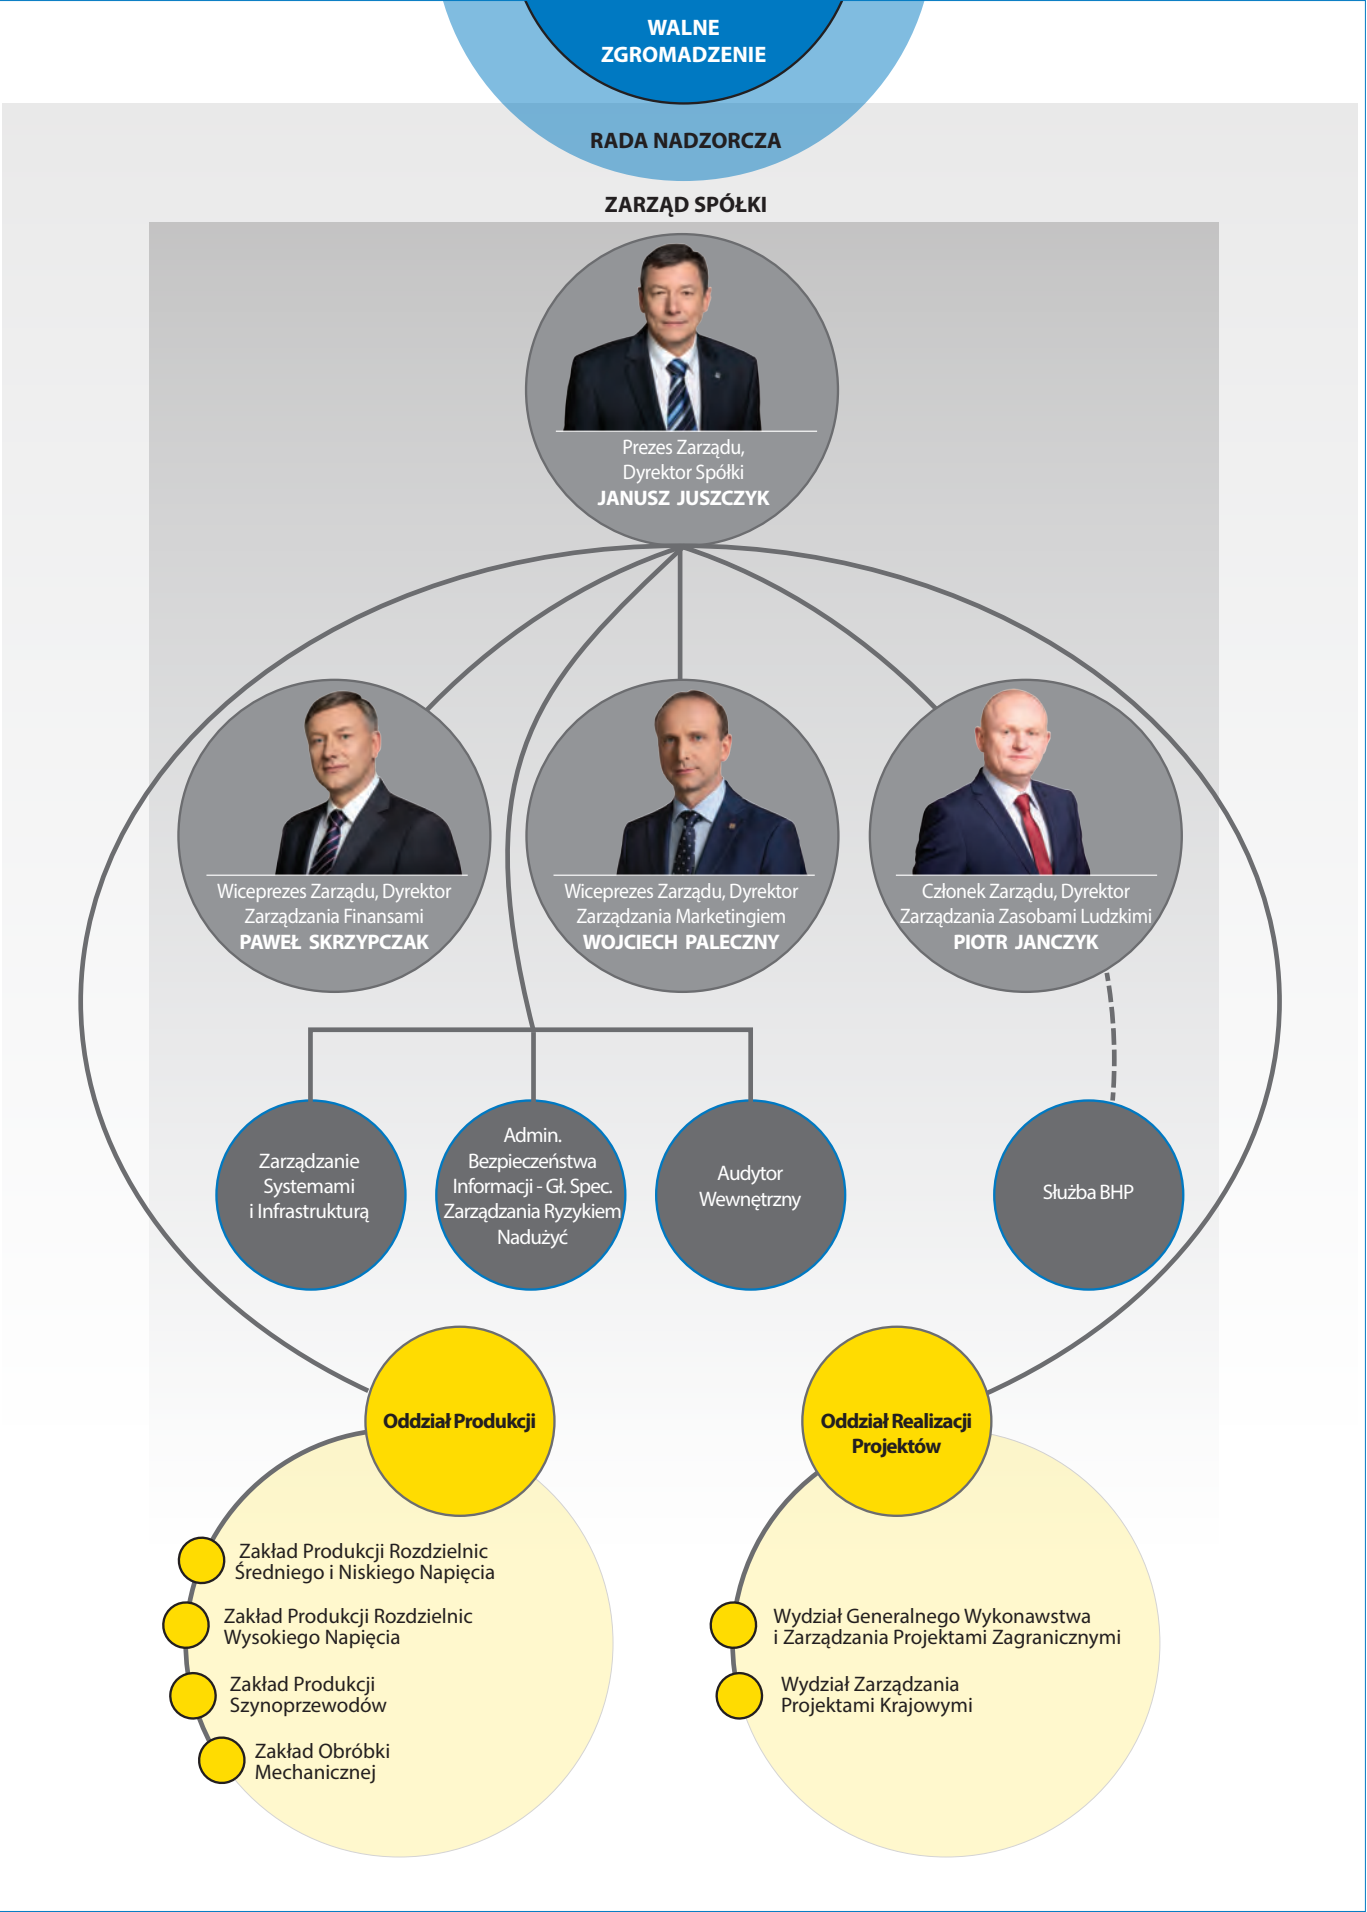 WALNE
ZGROMADZENIE
RADA NADZORCZA
ZARZĄD SPÓŁKI
Prezes Zarządu,
Dyrektor Spółki
JANUSZ JUSZCZYK
Wiceprezes Zarządu, Dyrektor
Zarządzania Finansami
PAWEŁ SKRZYPCZAK
Wiceprezes Zarządu, Dyrektor
Zarządzania Marketingiem
WOJCIECH PALECZNY
Członek Zarządu, Dyrektor
Zarządzania Zasobami Ludzkimi
PIOTR JANCZYK
Zarządzanie
Systemami
i Infrastrukturą
Admin.
Bezpieczeństwa
Informacji - Gł. Spec.
Zarządzania Ryzykiem
Nadużyć
Audytor
Wewnętrzny
Służba BHP
Oddział Produkcji
Zakład Produkcji Rozdzielnic
Średniego i Niskiego Napięcia
Zakład Produkcji Rozdzielnic
Wysokiego Napięcia
Zakład Produkcji
Szynoprzewodów
Zakład Obróbki
Mechanicznej
Oddział Realizacji
Projektów
Wydział Generalnego Wykonawstwa
i Zarządzania Projektami Zagranicznymi
Wydział Zarządzania
Projektami Krajowymi